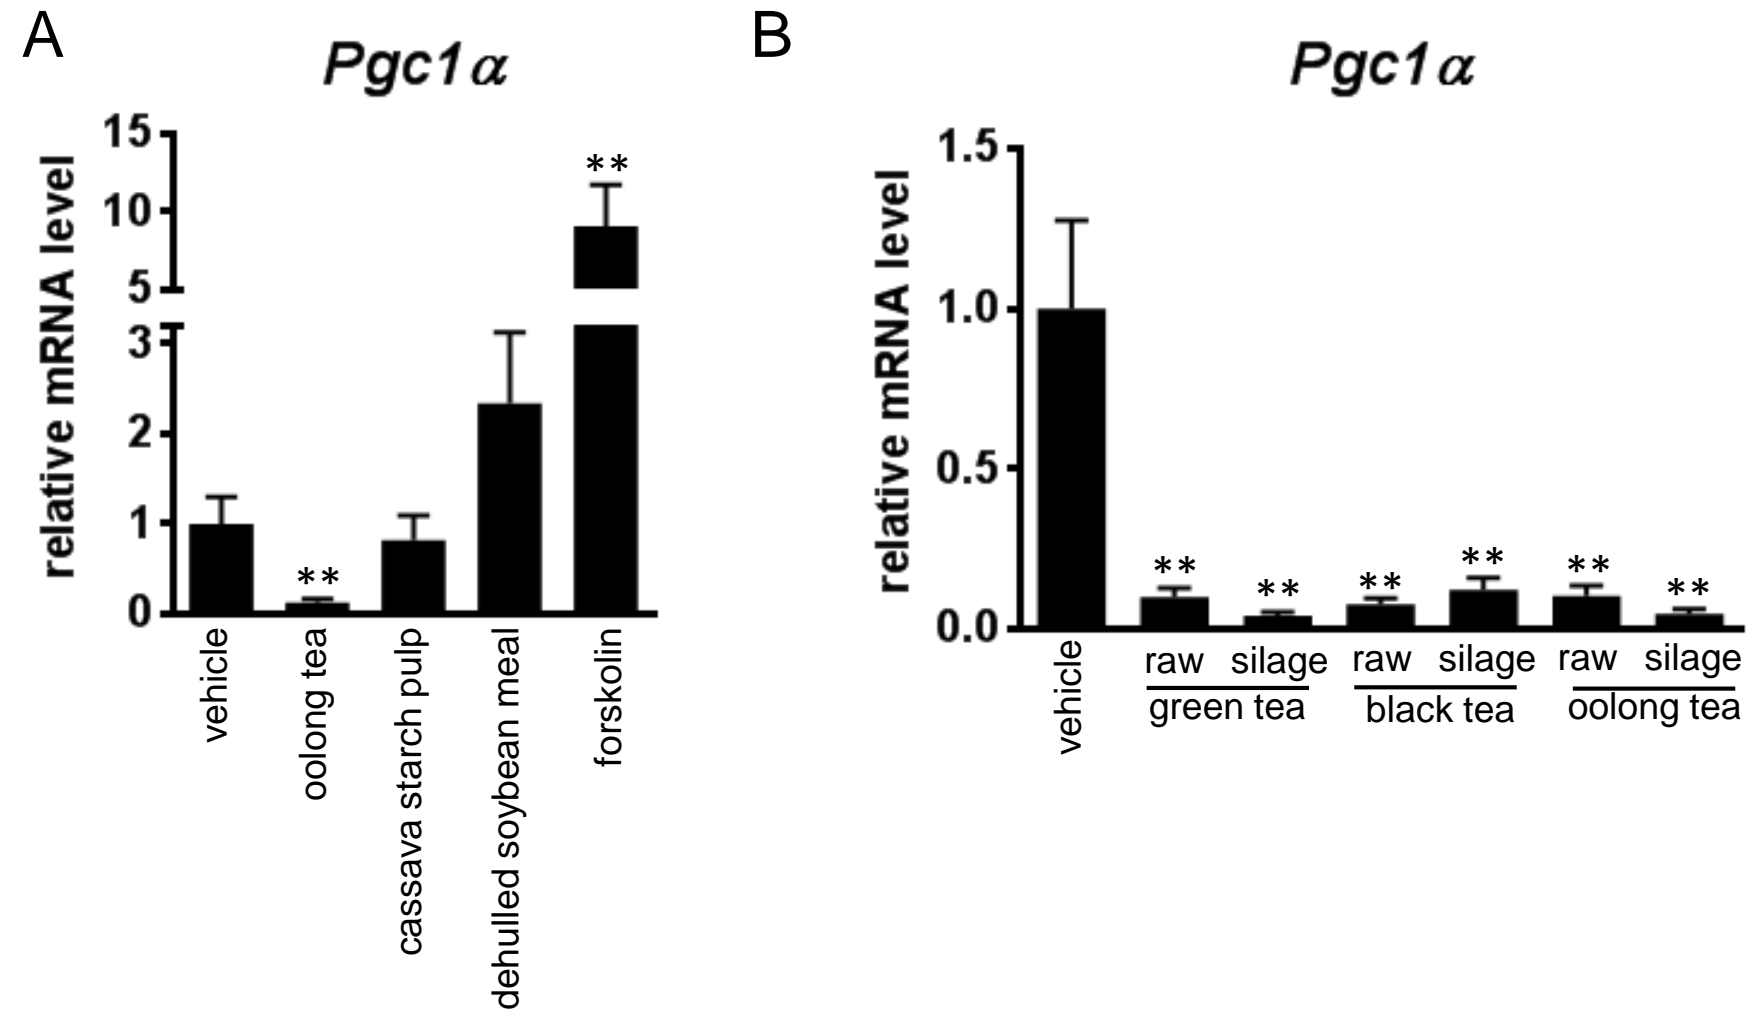 A
Pgc1α
relative mRNA level
15
10
5
3
2
1
0
**
**
vehicle
oolong tea
cassava starch pulp
dehulled soybean meal
forskolin
B
Pgc1α
relative mRNA level
1.5
1.0
0.5
0.0
** ** ** ** ** **
vehicle
raw silage raw silage raw silage
green tea black tea oolong tea